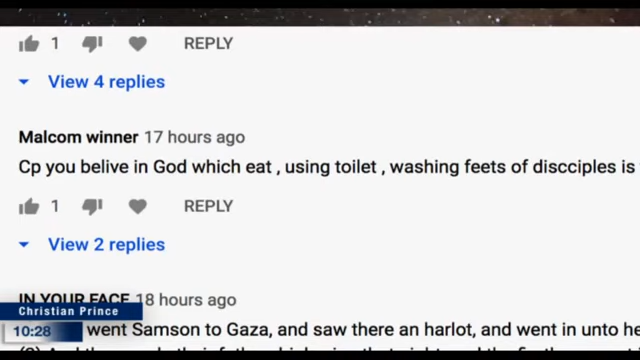 1 REPLY
View 4 replies
Malcom winner 17 hours ago
Cp you belive in God which eat , using toilet , washing feets of discciples is
1 REPLY
View 2 replies
IN YOUR FACE 18 hours ago
Christian Prince
10:28
went Samson to Gaza, and saw there an harlot, and went in unto he